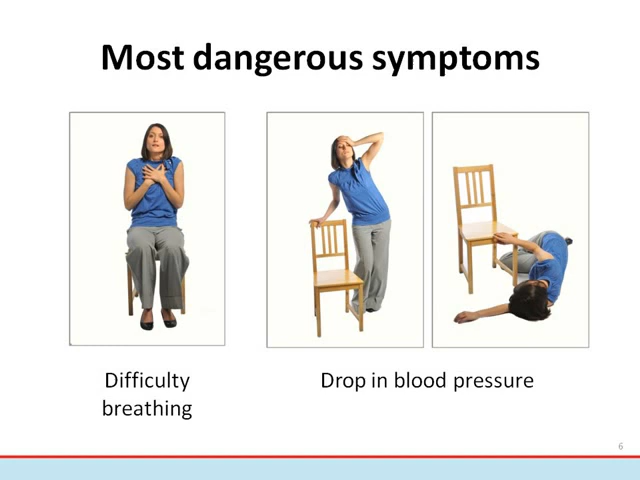 Most dangerous symptoms
Difficulty
breathing
Drop in blood pressure
6